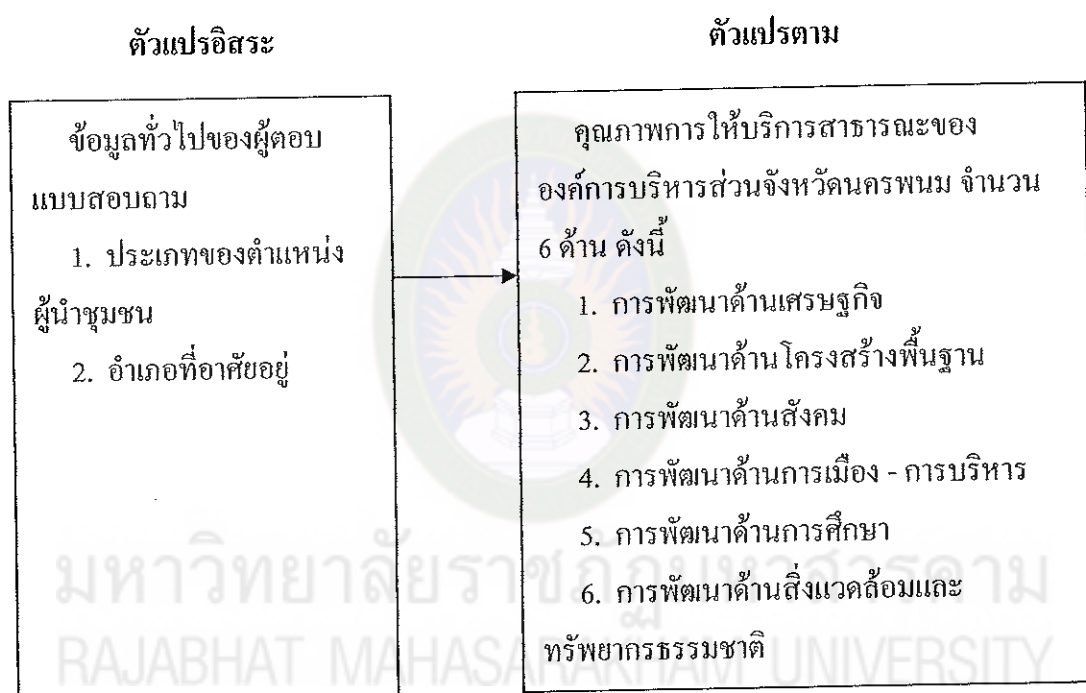 ตัวแปรอิสระ
ตัวแปรตาม
ข้อมูลทั่วไปของผู้ตอบ
แบบสอบถาม
1. ประเภทของตำแหน่ง
ผู้นำชุมชน
2. อำเภอที่อาศัยอยู่
คุณภาพการให้บริการสาธารณะของ
องค์การบริหารส่วนจังหวัดนครพนม จำนวน
6 ด้าน ดังนี้
1. การพัฒนาด้านเศรษฐกิจ
2. การพัฒนาด้านโครงสร้างพื้นฐาน
3. การพัฒนาด้านสังคม
4. การพัฒนาด้านการเมือง - การบริหาร
5. การพัฒนาด้านการศึกษา
6. การพัฒนาด้านสิ่งแวดล้อมและ
ทรัพยากรธรรมชาติ
มหาวิทยาลัยราชภัฏมหาสารคาม
RAJABHAT MAHASARAKHAM UNIVERSITY